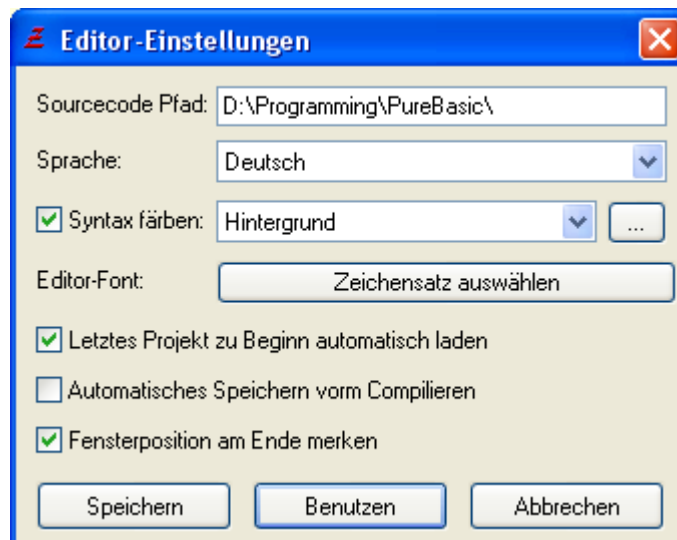 Editor-Einstellungen
Sourcecode Pfad: D:\Programming\PureBasic\
Sprache: Deutsch
Syntax färben: Hintergrund ...
Editor-Font: Zeichensatz auswählen
Letztes Projekt zu Beginn automatisch laden
Automatisches Speichern vorm Compilieren
Fensterposition am Ende merken
Speichern Benutzen Abbrechen